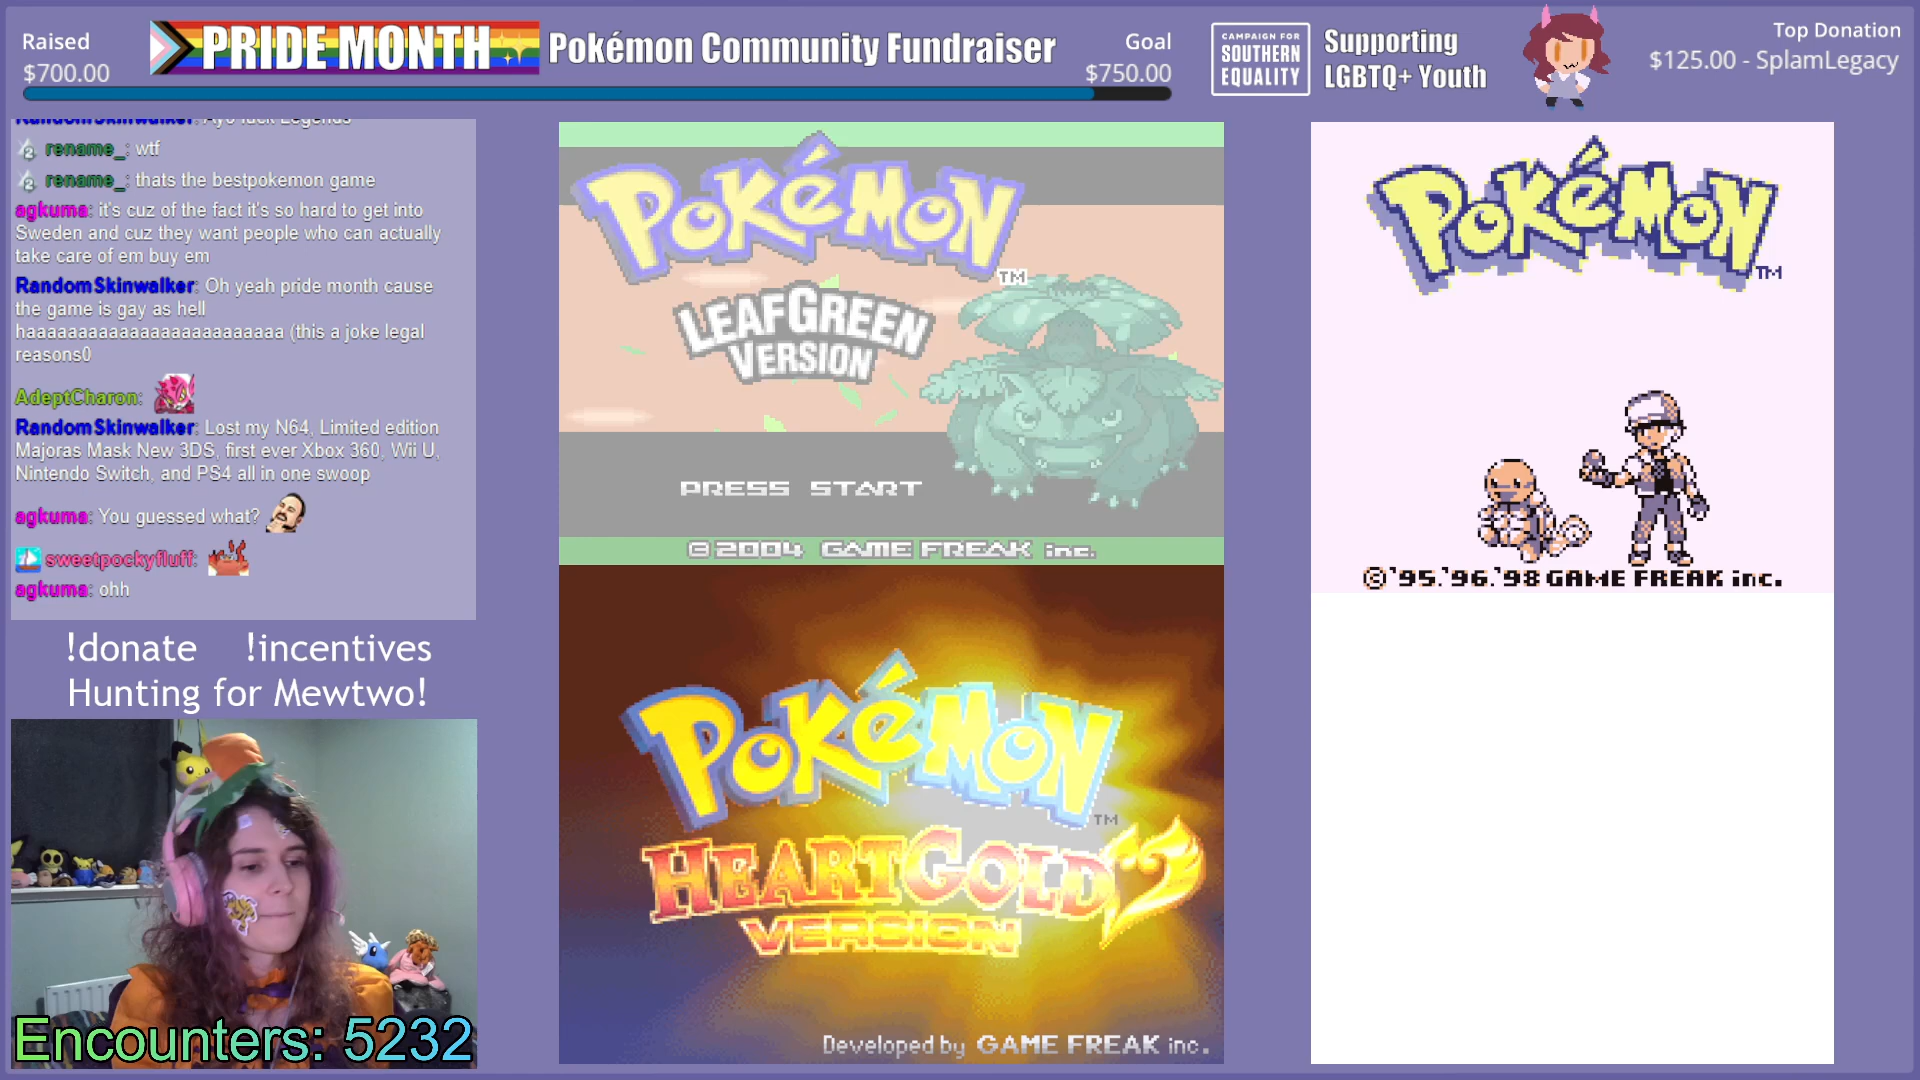 Raised
$700.00
PRIDE MONTH
Pokémon Community Fundraiser
Goal
$750.00
CAMPAIGN FOR
SOUTHERN
EQUALITY
Supporting
LGBTQ+ Youth
Top Donation
$125.00 - SplamLegacy
RandomSkinwalker: Ayo fuck Legends
rename_: wtf
rename_: thats the bestpokemon game
agkuma: it's cuz of the fact it's so hard to get into
Sweden and cuz they want people who can actually
take care of em buy em
RandomSkinwalker: Oh yeah pride month cause
the game is gay as hell
haaaaaaaaaaaaaaaaaaaaaaaaa (this a joke legal
reasons0
AdeptCharon:
RandomSkinwalker: Lost my N64, Limited edition
Majoras Mask New 3DS, first ever Xbox 360, Wii U,
Nintendo Switch, and PS4 all in one swoop
agkuma: You guessed what?
sweetpockyfluff:
agkuma: ohh
!donate !incentives
Hunting for Mewtwo!
Encounters: 5232
POKéMON
TM
LEAFGREEN
VERSION
PRESS START
©2004 GAME FREAK inc.
POKéMON
TM
HEARTGOLD
VERSION
Developed by GAME FREAK inc.
POKéMON
TM
©'95.'96.'98 GAME FREAK inc.